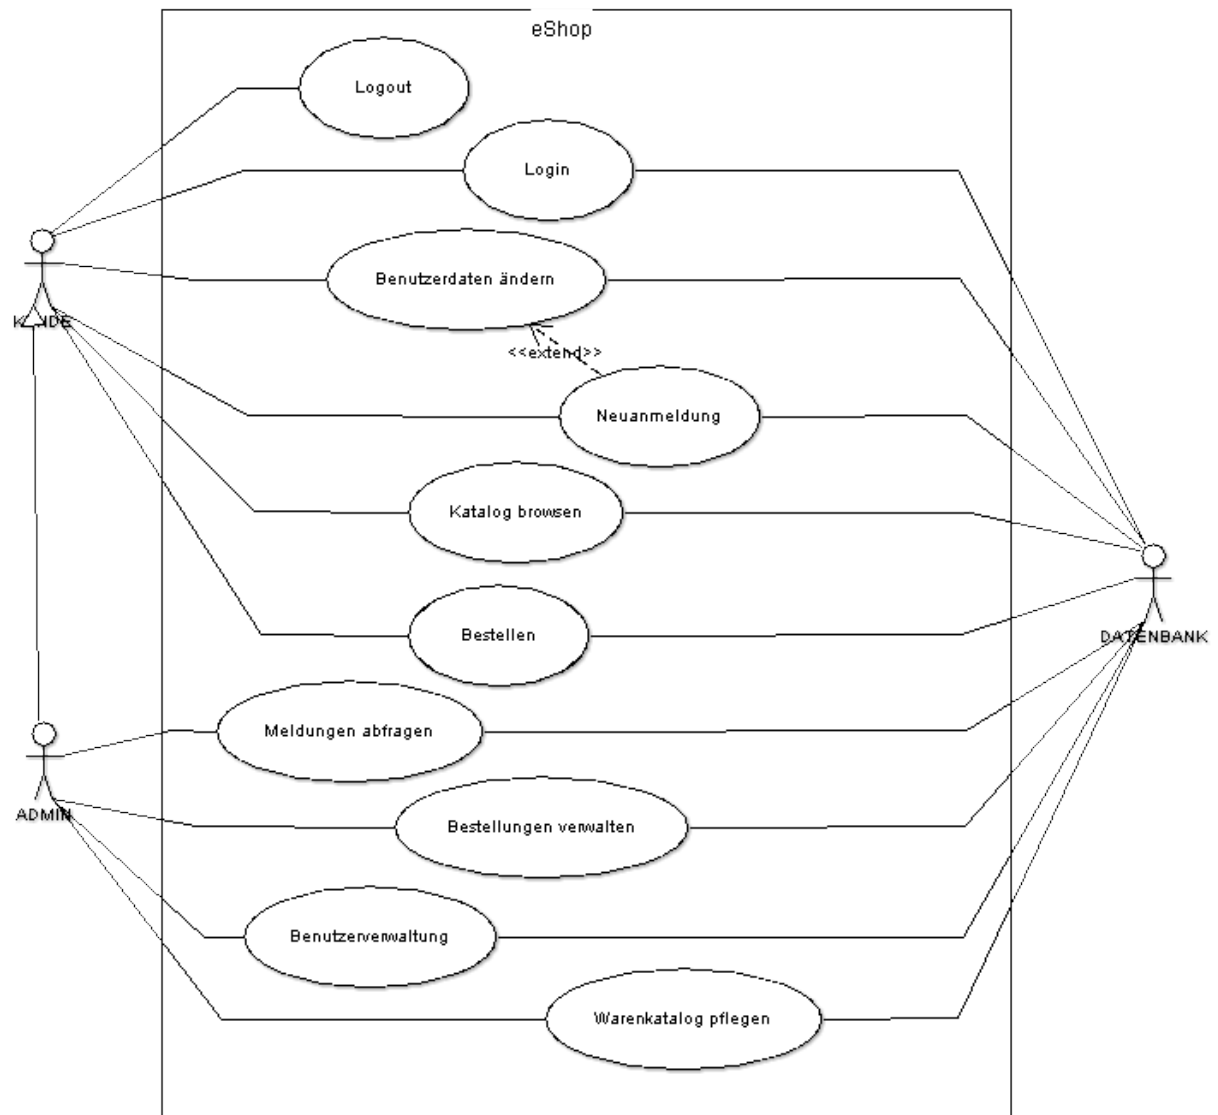 eShop
Logout
Login
Benutzerdaten ändern
KUNDE
<<extend>>
Neuanmeldung
Katalog browsen
Bestellen
DATENBANK
Meldungen abfragen
ADMIN
Bestellungen verwalten
Benutzerverwaltung
Warenkatalog pflegen